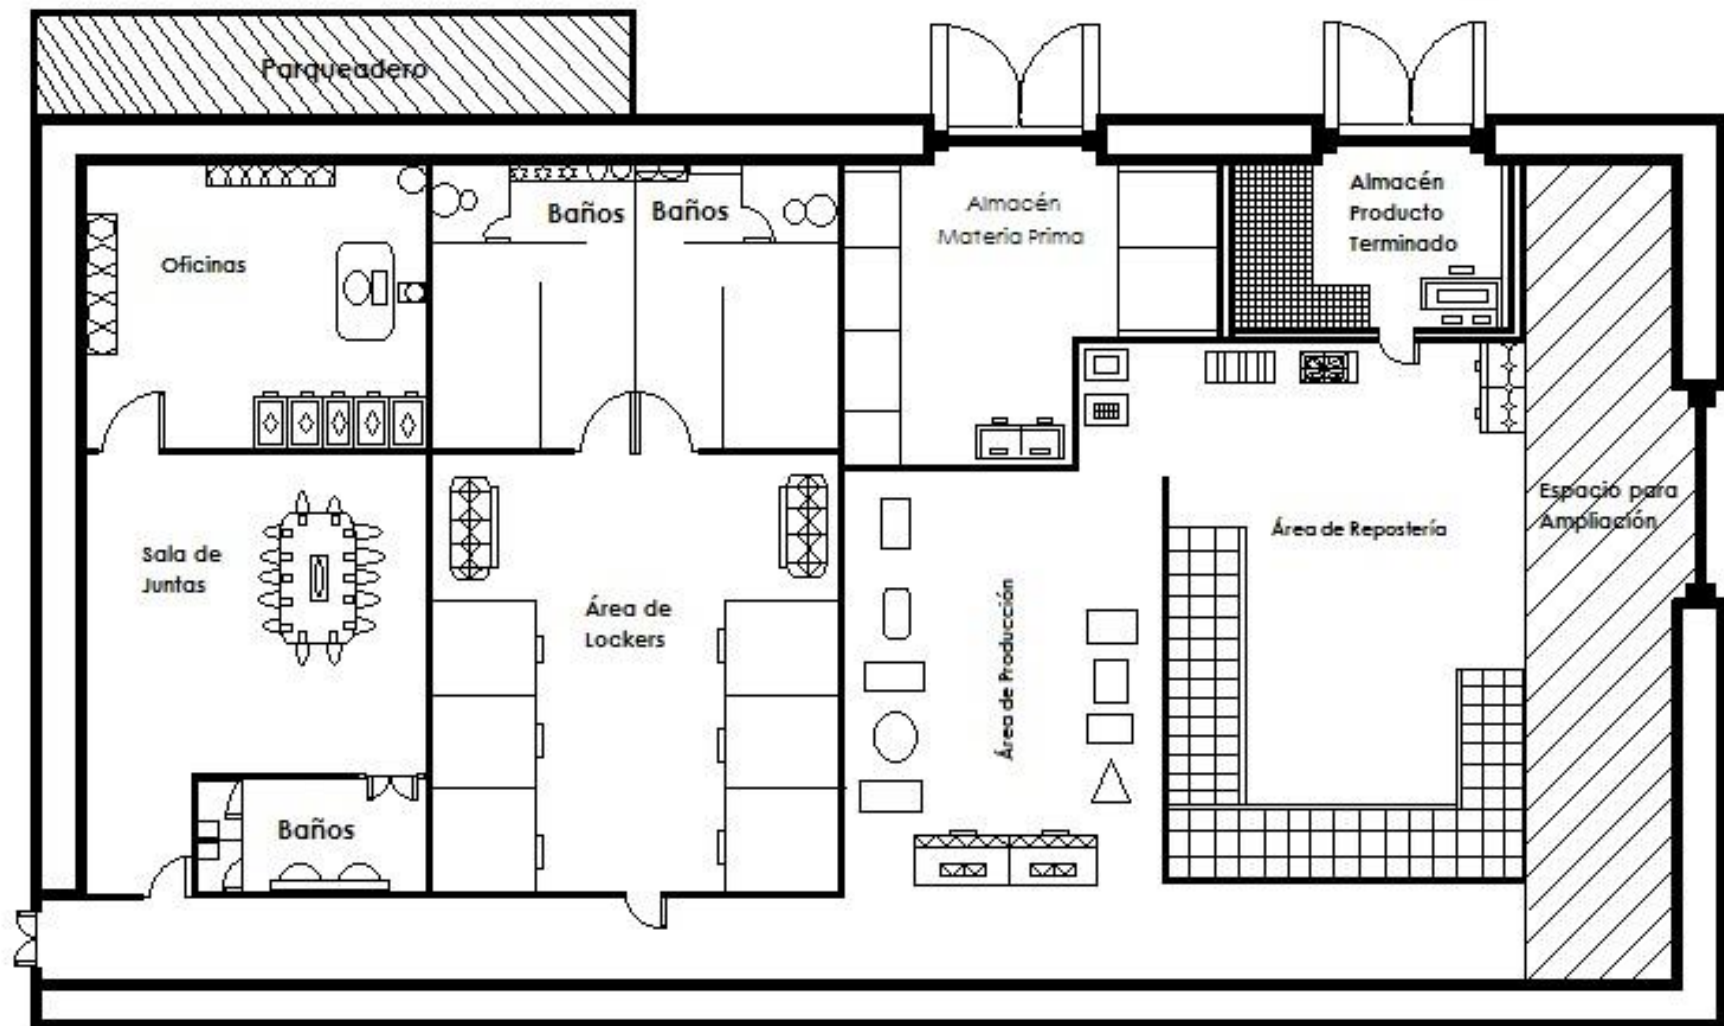 Parqueadero
Baños
Baños
Almacén
Materia Prima
Almacén
Producto
Terminado
Oficinas
Espacio para
Ampliación
Área de Repostería
Sala de
Juntas
Área de
Lockers
Área de Producción
Baños